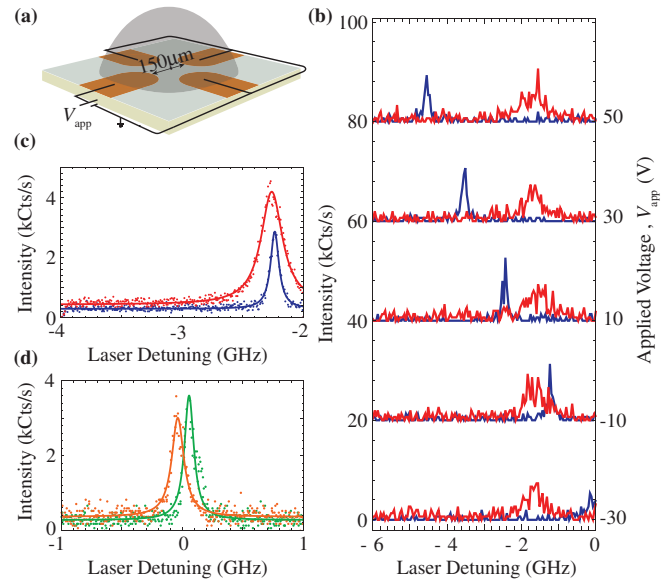 (a)
150μm
V app
(b)
100
80
60
40
20
0
Intensity (kCts/s)
50
30
10
-10
-30
Applied Voltage , V app (V)
- 6
- 4
- 2
0
Laser Detuning (GHz)
(c)
4
2
0
Intensity (kCts/s)
-4
-3
-2
Laser Detuning (GHz)
(d)
4
2
0
Intensity (kCts/s)
-1
0
1
Laser Detuning (GHz)